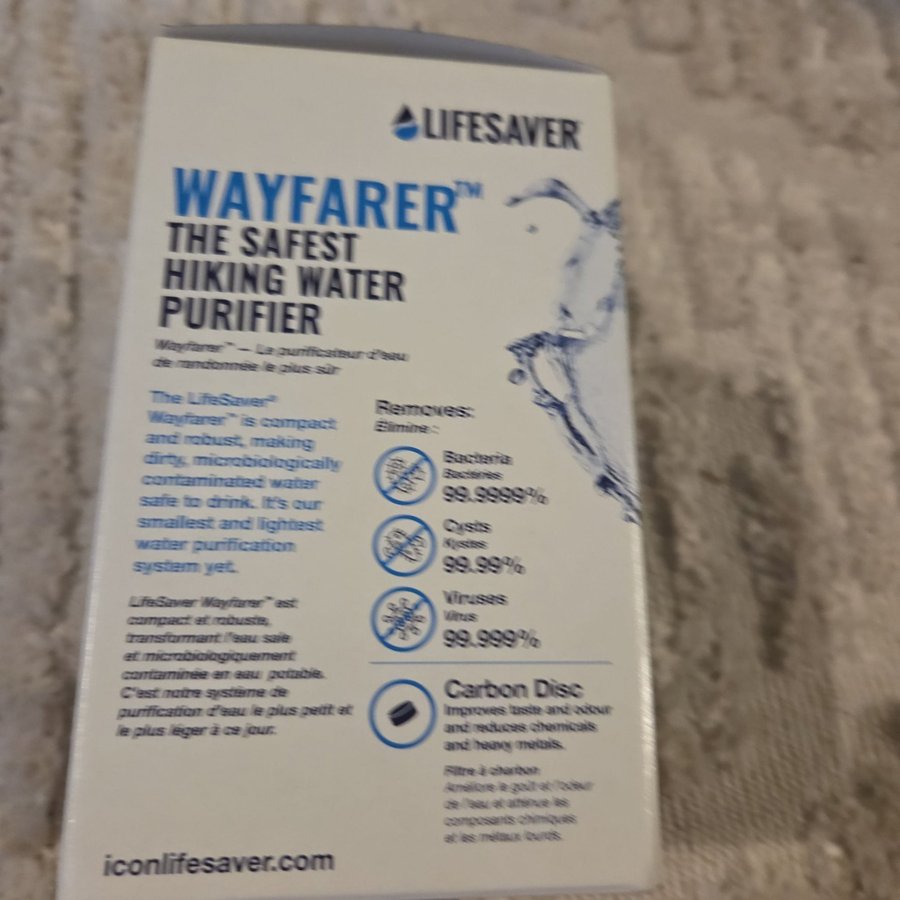 LIFESAVER
WAYFARER™
THE SAFEST
HIKING WATER
PURIFIER
Wayfarer™ — Le purificateur d'eau
de randonnée le plus sûr
The LifeSaver®
Wayfarer™ is compact
and robust, making
dirty, microbiologically
contaminated water
safe to drink. It's our
smallest and lightest
water purification
system yet.
LifeSaver Wayfarer™ est
compact et robuste,
transformant l'eau sale
et microbiologiquement
contaminée en eau potable.
C'est notre système de
purification d'eau le plus petit et
le plus léger à ce jour.
Removes:
Élimine :
Bacteria
Bactéries
99.9999%
Cysts
Kystes
99.99%
Viruses
Virus
99.999%
Carbon Disc
Improves taste and odour
and reduces chemicals
and heavy metals.
Filtre à charbon
Améliore le goût et l'odeur
de l'eau et atténue les
composants chimiques
et les métaux lourds.
iconlifesaver.com